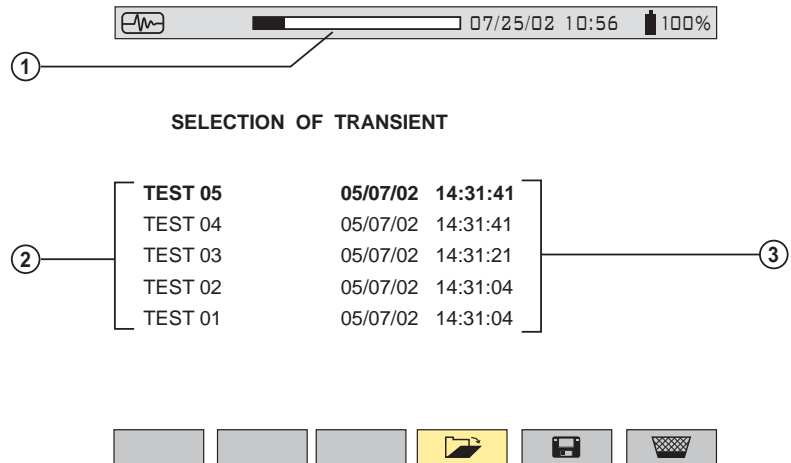 07/25/02 10:56 100%
1
SELECTION OF TRANSIENT
TEST 05 05/07/02 14:31:41
TEST 04 05/07/02 14:31:41
2 TEST 03 05/07/02 14:31:21 3
TEST 02 05/07/02 14:31:04
TEST 01 05/07/02 14:31:04